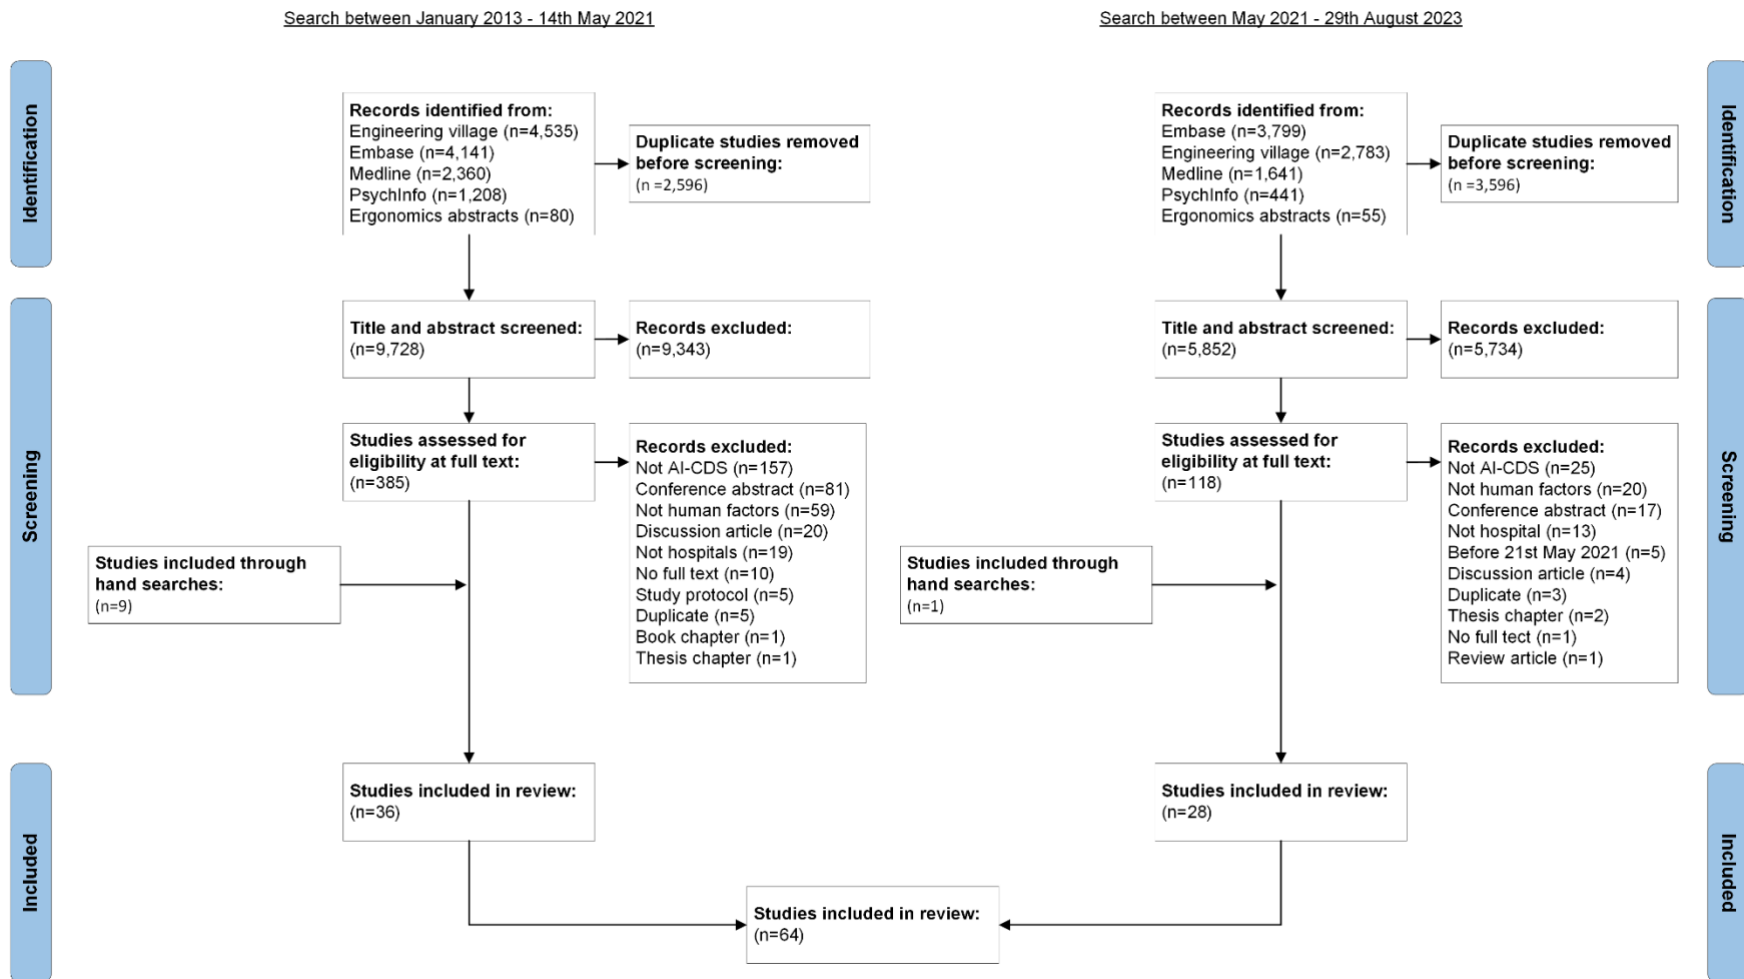 Search between January 2013 - 14th May 2021
Search between May 2021 - 29th August 2023
Identification
Records identified from:
Engineering village (n=4,535)
Embase (n=4,141)
Medline (n=2,360)
PsychInfo (n=1,208)
Ergonomics abstracts (n=80)
Duplicate studies removed
before screening:
(n =2,596)
Records identified from:
Embase (n=3,799)
Engineering village (n=2,783)
Medline (n=1,641)
PsychInfo (n=441)
Ergonomics abstracts (n=55)
Duplicate studies removed
before screening:
(n =3,596)
Identification
Screening
Title and abstract screened:
(n=9,728)
Records excluded:
(n=9,343)
Title and abstract screened:
(n=5,852)
Records excluded:
(n=5,734)
Screening
Studies assessed for
eligibility at full text:
(n=385)
Records excluded:
Not AI-CDS (n=157)
Conference abstract (n=81)
Not human factors (n=59)
Discussion article (n=20)
Not hospitals (n=19)
No full text (n=10)
Study protocol (n=5)
Duplicate (n=5)
Book chapter (n=1)
Thesis chapter (n=1)
Studies included through
hand searches:
(n=9)
Studies assessed for
eligibility at full text:
(n=118)
Records excluded:
Not AI-CDS (n=25)
Not human factors (n=20)
Conference abstract (n=17)
Not hospital (n=13)
Before 21st May 2021 (n=5)
Discussion article (n=4)
Duplicate (n=3)
Thesis chapter (n=2)
No full tect (n=1)
Review article (n=1)
Studies included through
hand searches:
(n=1)
Included
Studies included in review:
(n=36)
Studies included in review:
(n=28)
Included
Studies included in review:
(n=64)